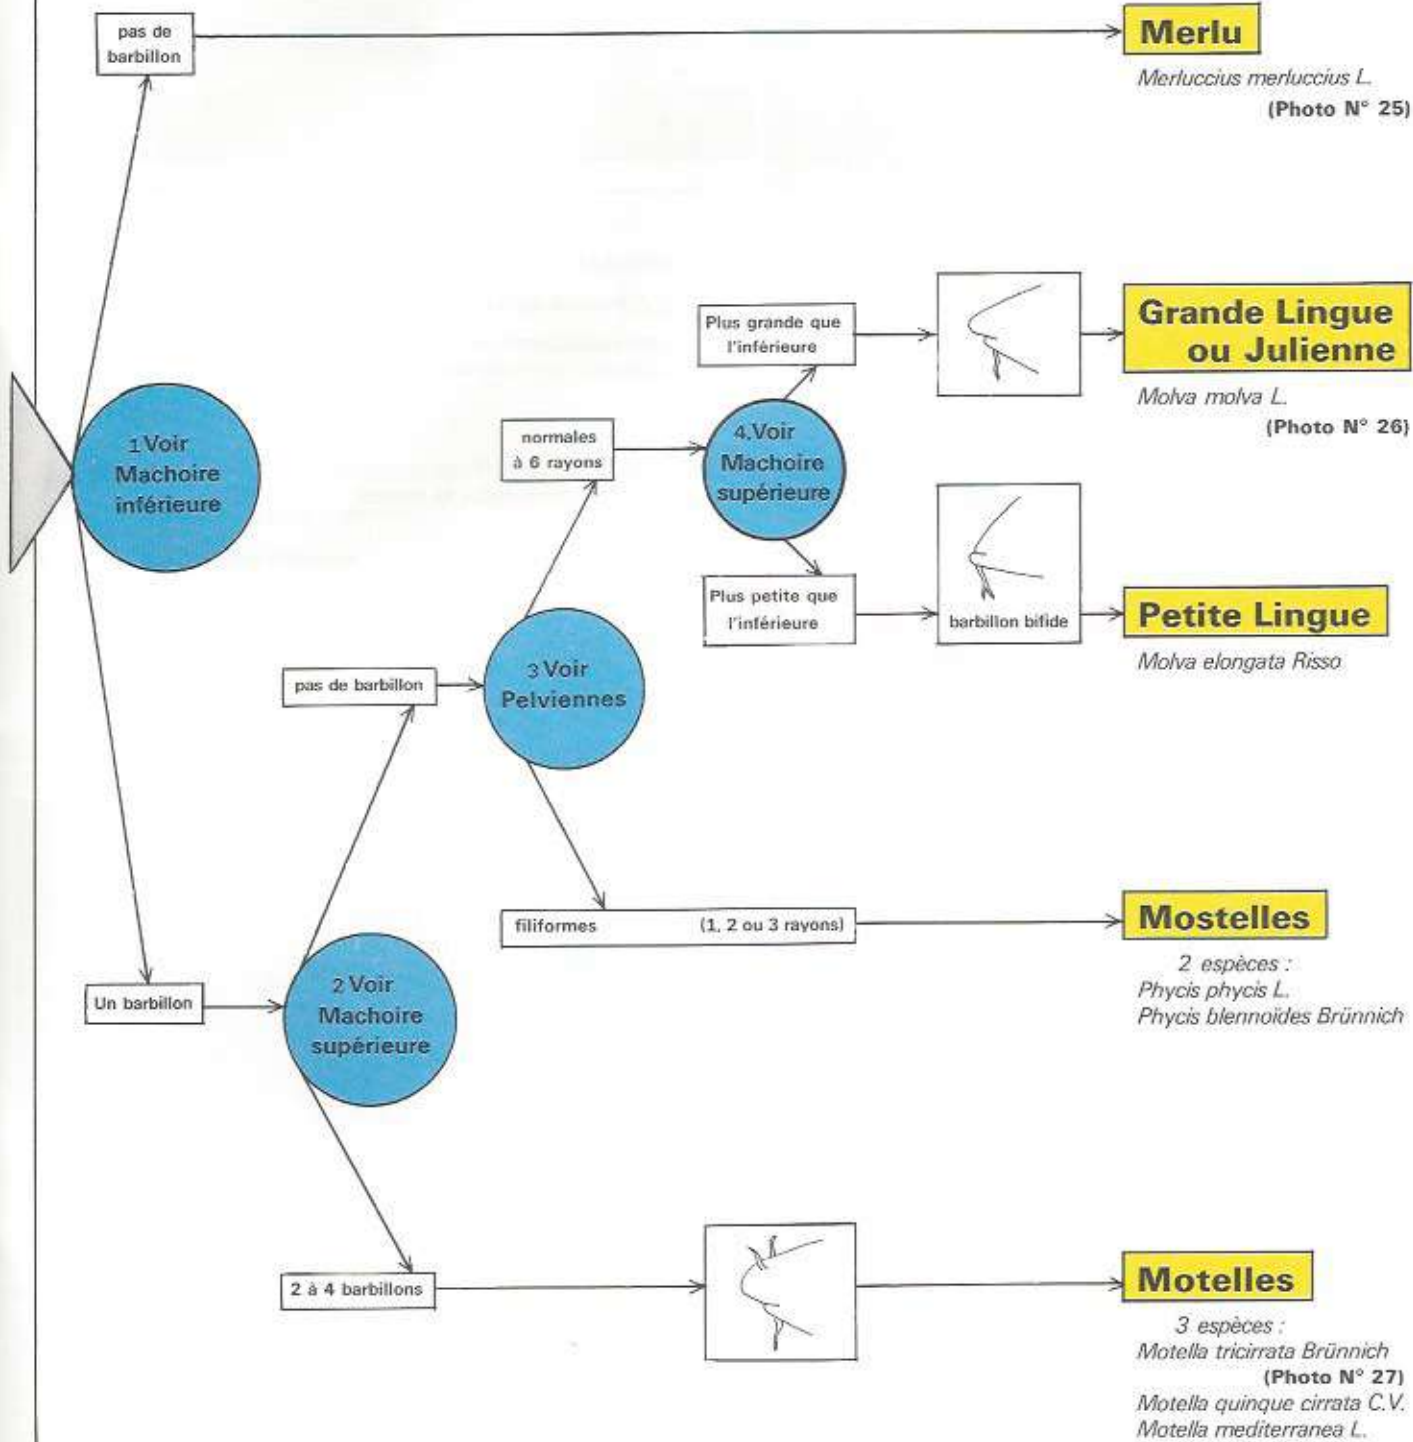 pas de
barbillon
Merlu
Merluccius merluccius L.
(Photo N° 25)
Plus grande que
l'inférieure
Grande Lingue
ou Julienne
Molva molva L.
(Photo N° 26)
1 Voir
Machoire
inférieure
normales
à 6 rayons
4. Voir
Machoire
supérieure
Plus petite que
l'inférieure
barbillon bifide
Petite Lingue
Molva elongata Risso
pas de barbillon
3 Voir
Pelviennes
filiformes (1, 2 ou 3 rayons)
Mostelles
2 espèces :
Phycis phycis L.
Phycis blennoïdes Brünnich
Un barbillon
2 Voir
Machoire
supérieure
2 à 4 barbillons
Motelles
3 espèces :
Motella tricirrata Brünnich
(Photo N° 27)
Motella quinque cirrata C.V.
Motella mediterranea L.